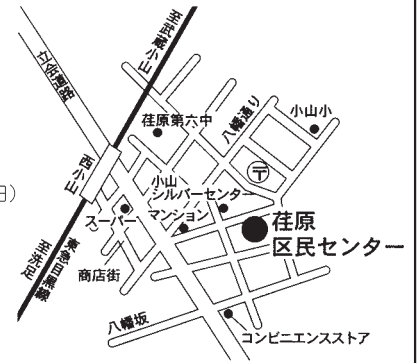 至武蔵小山
立会道路
荏原第六中
八幡通り
小山小
西小山
〒
小山
シルバーセンター
スーパー
マンション
荏原
区民センター
東急目黒線
至洗足
商店街
八幡坂
コンビニエンスストア